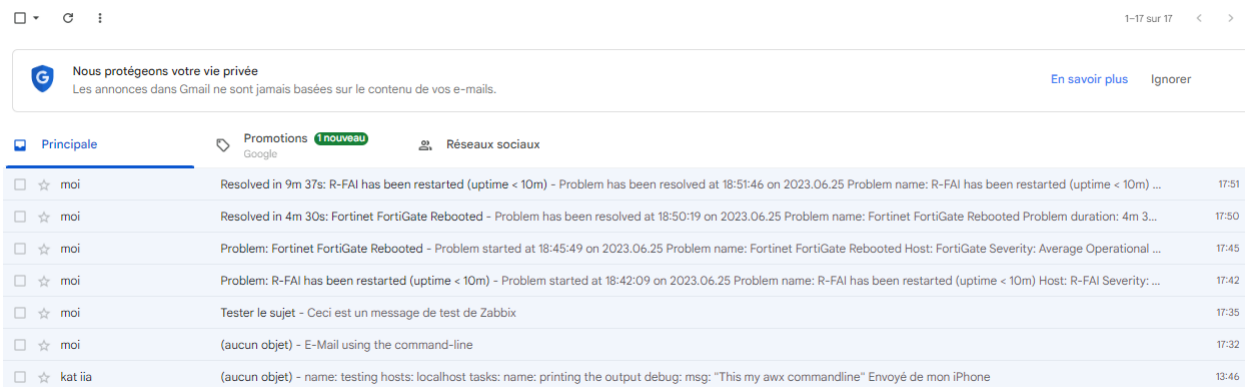 1–17 sur 17
Nous protégeons votre vie privée
Les annonces dans Gmail ne sont jamais basées sur le contenu de vos e-mails.
En savoir plus Ignorer
Principale
Promotions 1 nouveau
Google
Réseaux sociaux
moi Resolved in 9m 37s: R-FAI has been restarted (uptime < 10m) - Problem has been resolved at 18:51:46 on 2023.06.25 Problem name: R-FAI has been restarted (uptime < 10m) ... 17:51
moi Resolved in 4m 30s: Fortinet FortiGate Rebooted - Problem has been resolved at 18:50:19 on 2023.06.25 Problem name: Fortinet FortiGate Rebooted Problem duration: 4m 3... 17:50
moi Problem: Fortinet FortiGate Rebooted - Problem started at 18:45:49 on 2023.06.25 Problem name: Fortinet FortiGate Rebooted Host: FortiGate Severity: Average Operational ... 17:45
moi Problem: R-FAI has been restarted (uptime < 10m) - Problem started at 18:42:09 on 2023.06.25 Problem name: R-FAI has been restarted (uptime < 10m) Host: R-FAI Severity: ... 17:42
moi Tester le sujet - Ceci est un message de test de Zabbix 17:35
moi (aucun objet) - E-Mail using the command-line 17:32
kat iia (aucun objet) - name: testing hosts: localhost tasks: name: printing the output debug: msg: "This my awx commandline" Envoyé de mon iPhone 13:46